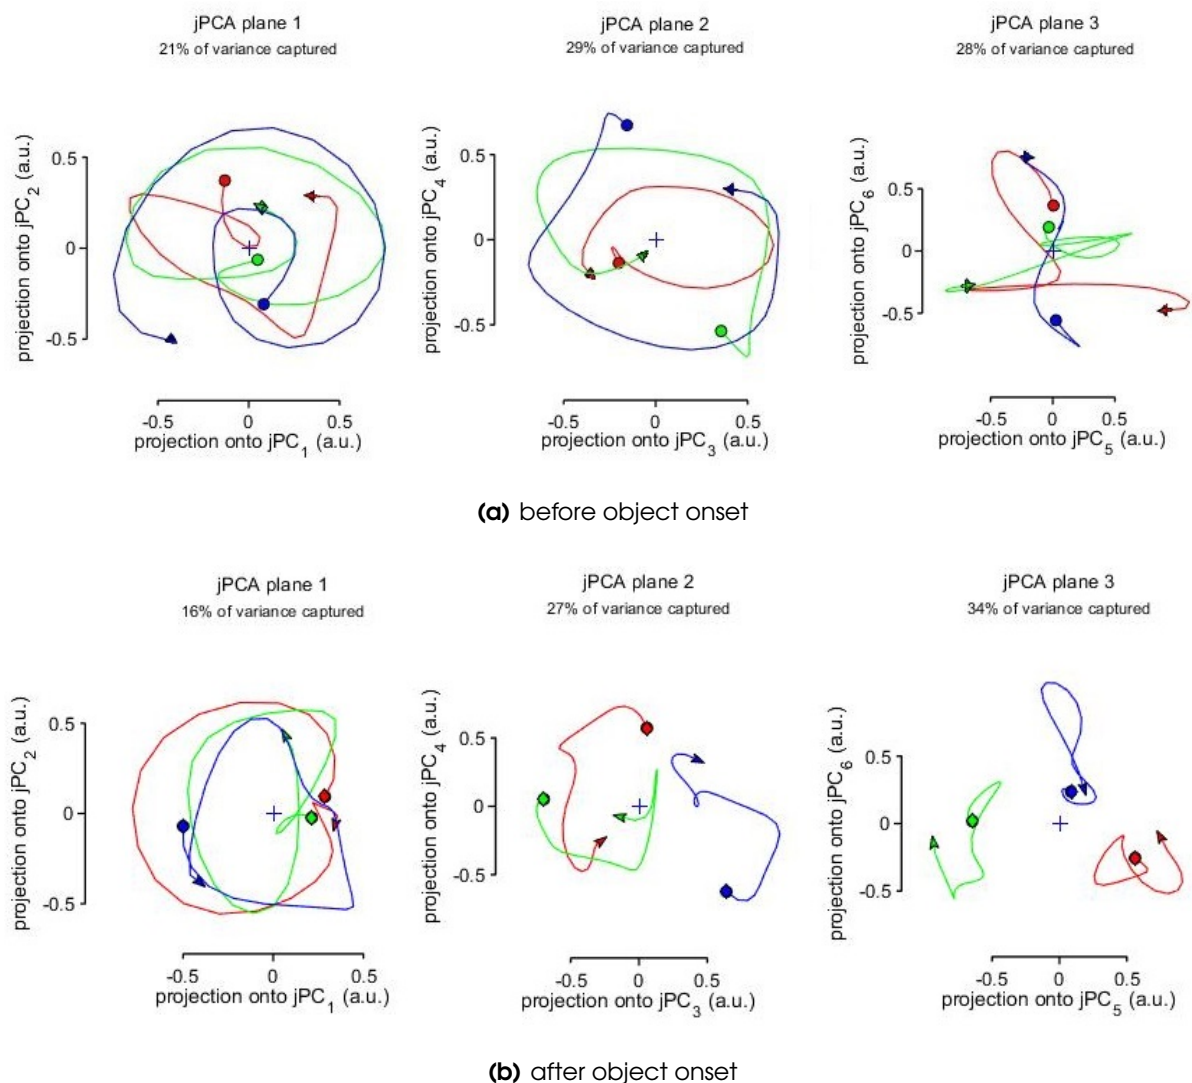 jPCA plane 1
21% of variance captured
jPCA plane 2
29% of variance captured
jPCA plane 3
28% of variance captured
projection onto jPC2 (a.u.)
0.5
0
-0.5
-0.5 0 0.5
projection onto jPC1 (a.u.)
projection onto jPC4 (a.u.)
0.5
0
-0.5
-0.5 0 0.5
projection onto jPC3 (a.u.)
projection onto jPC6 (a.u.)
0.5
0
-0.5
-0.5 0 0.5
projection onto jPC5 (a.u.)
(a) before object onset
jPCA plane 1
16% of variance captured
jPCA plane 2
27% of variance captured
jPCA plane 3
34% of variance captured
projection onto jPC2 (a.u.)
0.5
0
-0.5
-0.5 0 0.5
projection onto jPC1 (a.u.)
projection onto jPC4 (a.u.)
0.5
0
-0.5
-0.5 0 0.5
projection onto jPC3 (a.u.)
projection onto jPC6 (a.u.)
0.5
0
-0.5
-0.5 0 0.5
projection onto jPC5 (a.u.)
(b) after object onset